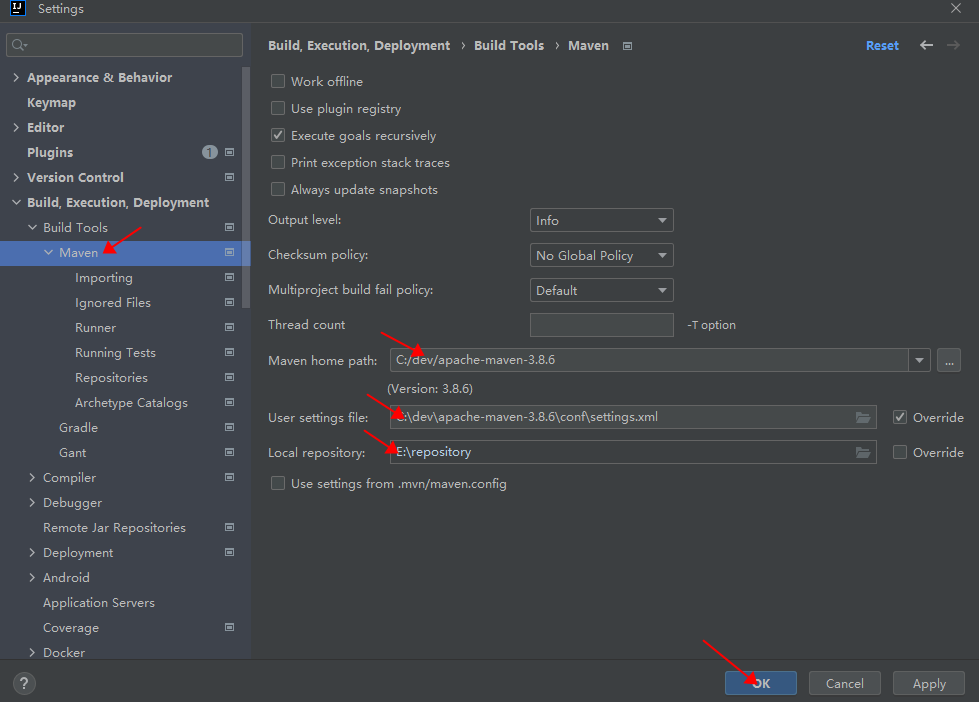 IJ Settings
Build, Execution, Deployment › Build Tools › Maven Reset
Appearance & Behavior
Keymap
Editor
Plugins 1
Version Control
Build, Execution, Deployment
Build Tools
Maven
Importing
Ignored Files
Runner
Running Tests
Repositories
Archetype Catalogs
Gradle
Gant
Compiler
Debugger
Remote Jar Repositories
Deployment
Android
Application Servers
Coverage
Docker
Work offline
Use plugin registry
Execute goals recursively
Print exception stack traces
Always update snapshots
Output level: Info
Checksum policy: No Global Policy
Multiproject build fail policy: Default
Thread count -T option
Maven home path: C:/dev/apache-maven-3.8.6 ...
(Version: 3.8.6)
User settings file: C:\dev\apache-maven-3.8.6\conf\settings.xml Override
Local repository: E:\repository Override
Use settings from .mvn/maven.config
? OK Cancel Apply